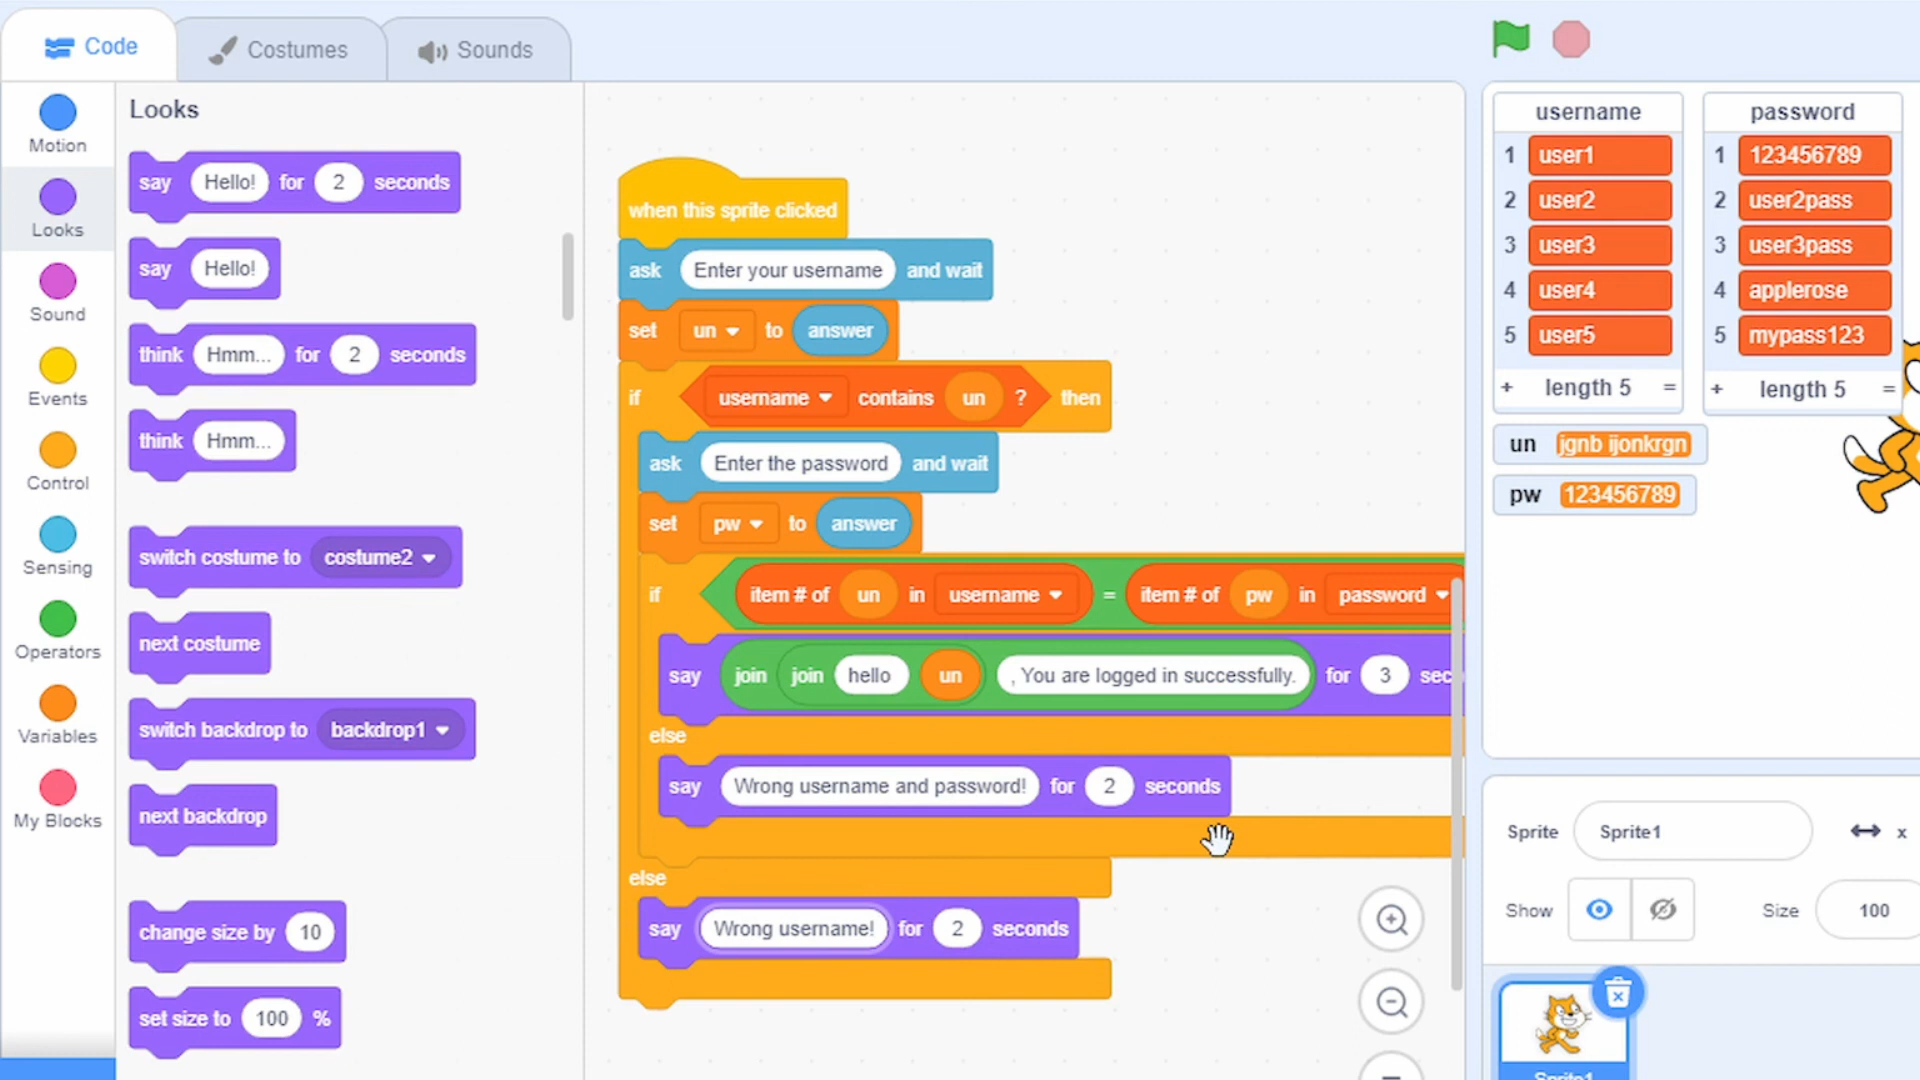 Code
Costumes
Sounds
Motion
Looks
Sound
Events
Control
Sensing
Operators
Variables
My Blocks
Looks
say Hello! for 2 seconds
say Hello!
think Hmm... for 2 seconds
think Hmm...
switch costume to costume2
next costume
switch backdrop to backdrop1
next backdrop
change size by 10
set size to 100 %
when this sprite clicked
ask Enter your username and wait
set un to answer
if username contains un ? then
ask Enter the password and wait
set pw to answer
if item # of un in username = item # of pw in password
say join join hello un , You are logged in successfully. for 3 sec
else
say Wrong username and password! for 2 seconds
else
say Wrong username! for 2 seconds
username
1 user1
2 user2
3 user3
4 user4
5 user5
+ length 5 =
password
1 123456789
2 user2pass
3 user3pass
4 applerose
5 mypass123
+ length 5 =
un jgnb ijonkrgn
pw 123456789
Sprite Sprite1 x
Show Size 100
Sprite1